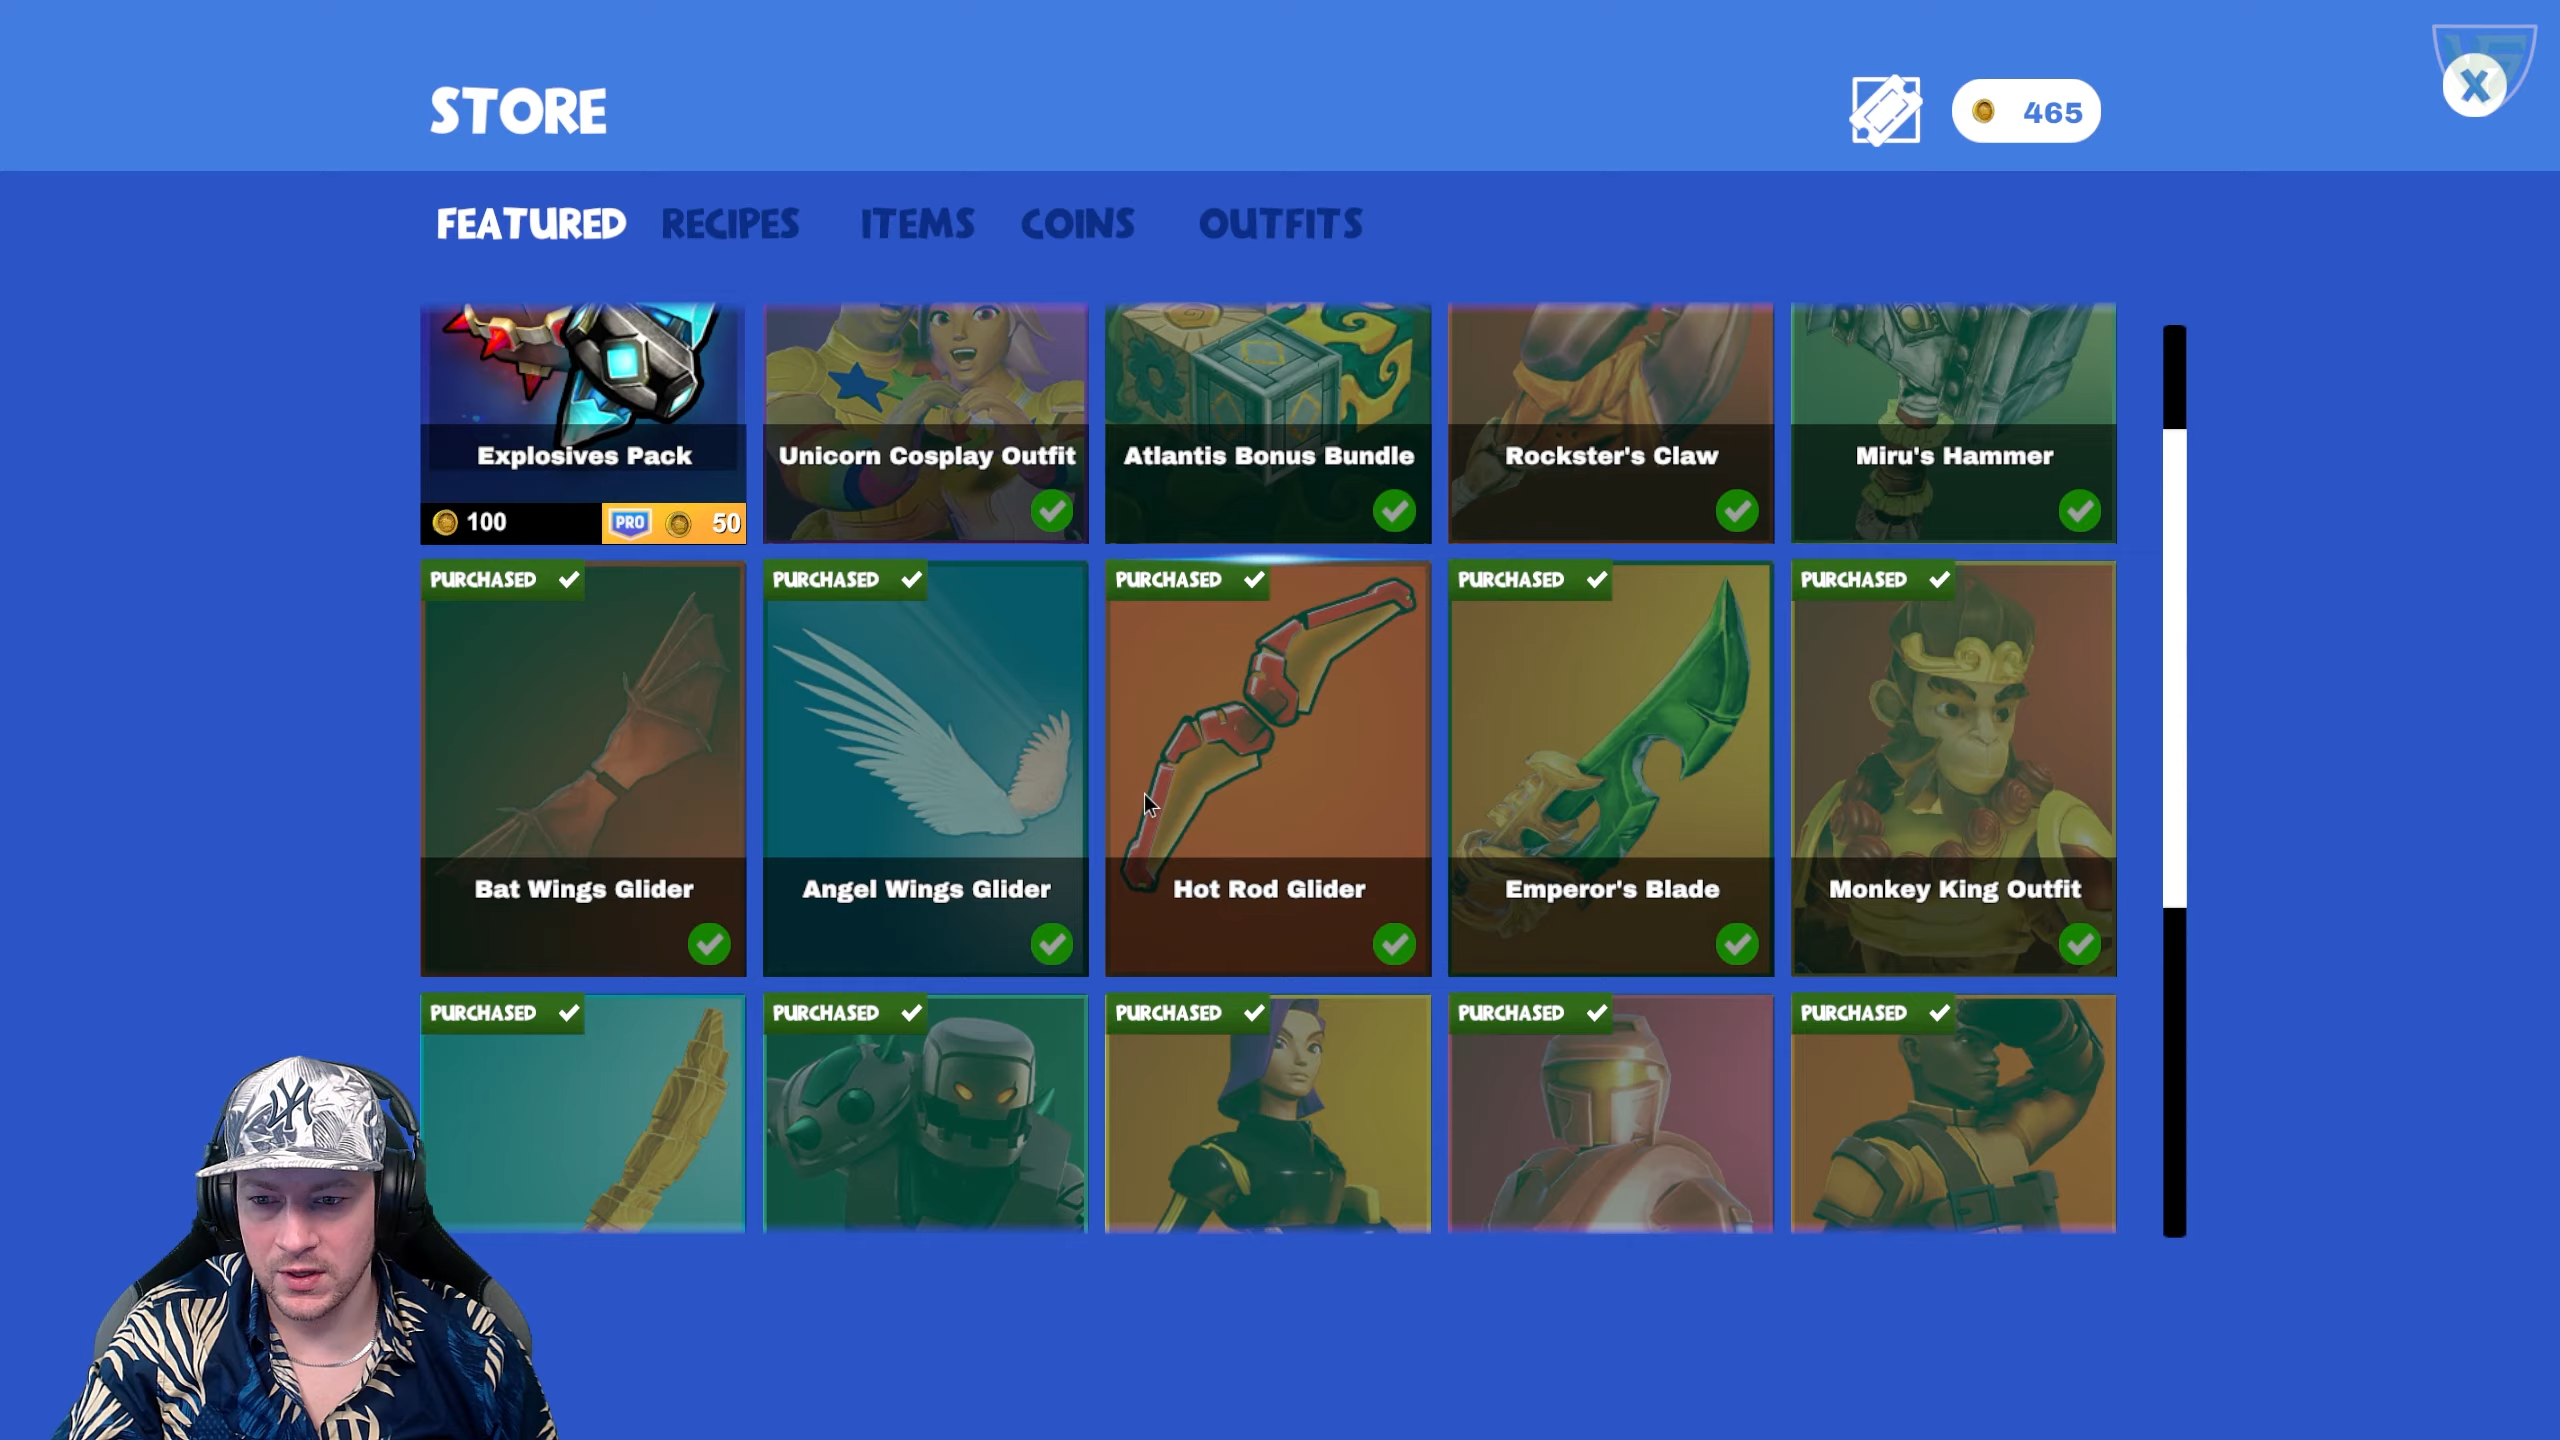 STORE
465
X
FEATURED RECIPES ITEMS COINS OUTFITS
Explosives Pack
100
PRO 50
Unicorn Cosplay Outfit
Atlantis Bonus Bundle
Rockster's Claw
Miru's Hammer
PURCHASED
Bat Wings Glider
PURCHASED
Angel Wings Glider
PURCHASED
Hot Rod Glider
PURCHASED
Emperor's Blade
PURCHASED
Monkey King Outfit
PURCHASED
PURCHASED
PURCHASED
PURCHASED
PURCHASED
NY